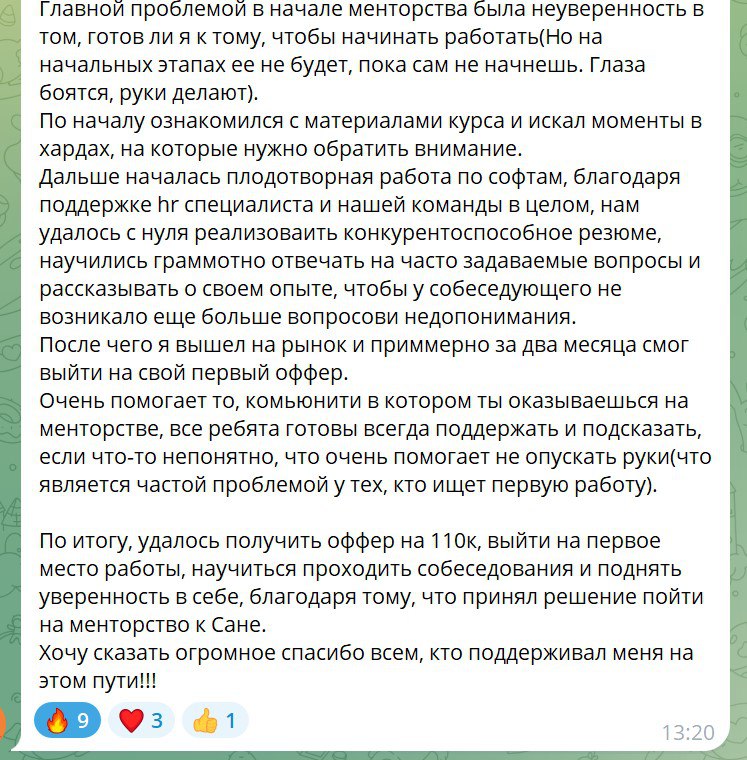 Главной проблемой в начале менторства была неуверенность в
том, готов ли я к тому, чтобы начинать работать(Но на
начальных этапах ее не будет, пока сам не начнешь. Глаза
боятся, руки делают).
По началу ознакомился с материалами курса и искал моменты в
хардах, на которые нужно обратить внимание.
Дальше началась плодотворная работа по софтам, благодаря
поддержке hr специалиста и нашей команды в целом, нам
удалось с нуля реализоваить конкурентоспособное резюме,
научились граммотно отвечать на часто задаваемые вопросы и
рассказывать о своем опыте, чтобы у собеседующего не
возникало еще больше вопросови недопонимания.
После чего я вышел на рынок и приммерно за два месяца смог
выйти на свой первый оффер.
Очень помогает то, комьюнити в котором ты оказываешься на
менторстве, все ребята готовы всегда поддержать и подсказать,
если что-то непонятно, что очень помогает не опускать руки(что
является частой проблемой у тех, кто ищет первую работу).
По итогу, удалось получить оффер на 110к, выйти на первое
место работы, научиться проходить собеседования и поднять
уверенность в себе, благодаря тому, что принял решение пойти
на менторство к Сане.
Хочу сказать огромное спасибо всем, кто поддерживал меня на
этом пути!!!
🔥 9 ❤️ 3 👍 1
13:20